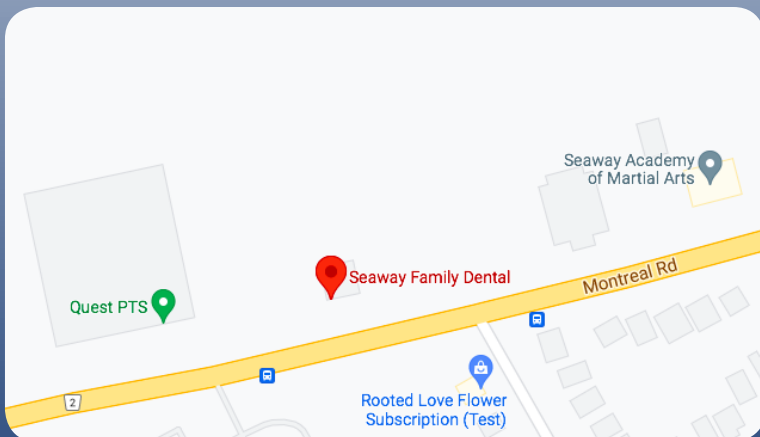 Seaway Academy
of Martial Arts
Montreal Rd
Seaway Family Dental
Quest PTS
2
Rooted Love Flower
Subscription (Test)